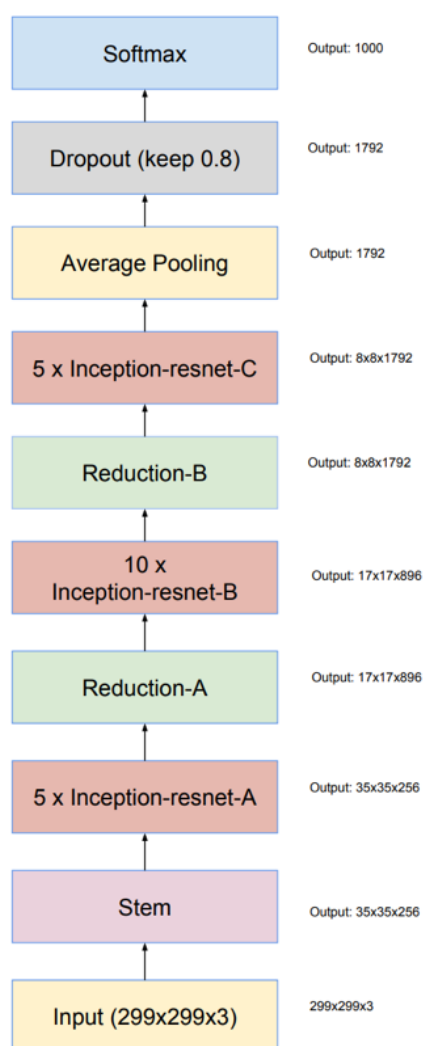 Softmax
Output: 1000
Dropout (keep 0.8)
Output: 1792
Average Pooling
Output: 1792
5 x Inception-resnet-C
Output: 8x8x1792
Reduction-B
Output: 8x8x1792
10 x
Inception-resnet-B
Output: 17x17x896
Reduction-A
Output: 17x17x896
5 x Inception-resnet-A
Output: 35x35x256
Stem
Output: 35x35x256
Input (299x299x3)
299x299x3